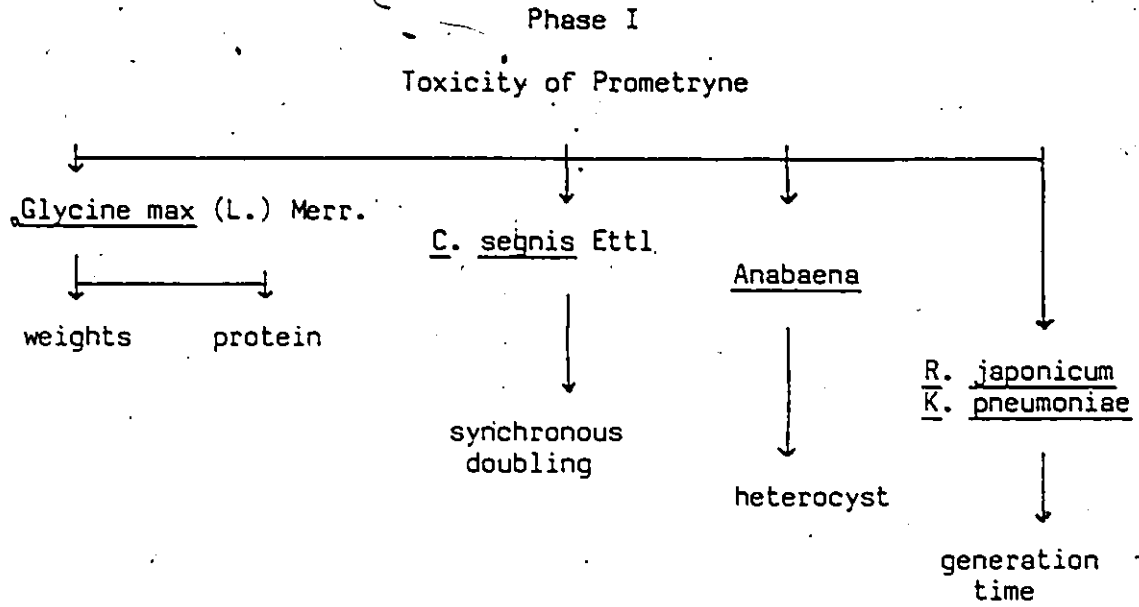 Phase I
Toxicity of Prometryne
Glycine max (L.) Merr.
weights
protein
C. segnis Ettl
synchronous
doubling
Anabaena
heterocyst
R. japonicum
K. pneumoniae
generation
time